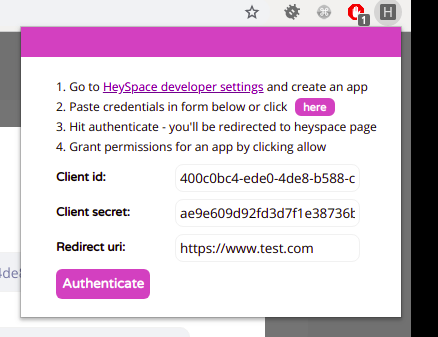 H
1
1. Go to HeySpace developer settings and create an app
2. Paste credentials in form below or click here
3. Hit authenticate - you'll be redirected to heyspace page
4. Grant permissions for an app by clicking allow
Client id: 400c0bc4-ede0-4de8-b588-c
Client secret: ae9e609d92fd3d7f1e38736b
Redirect uri: https://www.test.com
4de8
Authenticate